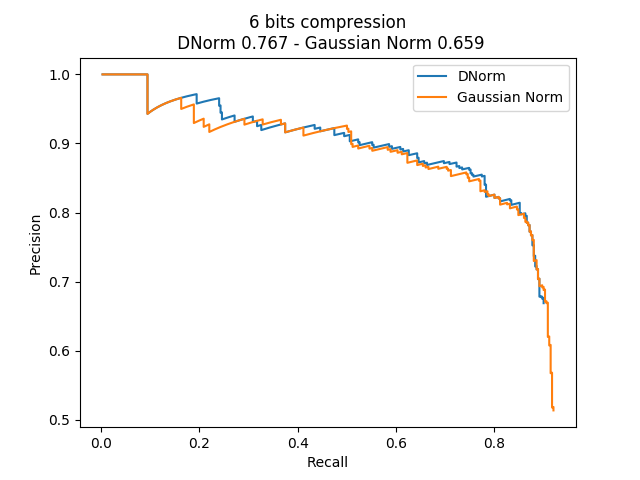 6 bits compression
DNorm 0.767 - Gaussian Norm 0.659
DNorm
Gaussian Norm
1.0
0.9
0.8
0.7
0.6
0.5
Precision
0.0
0.2
0.4
0.6
0.8
Recall